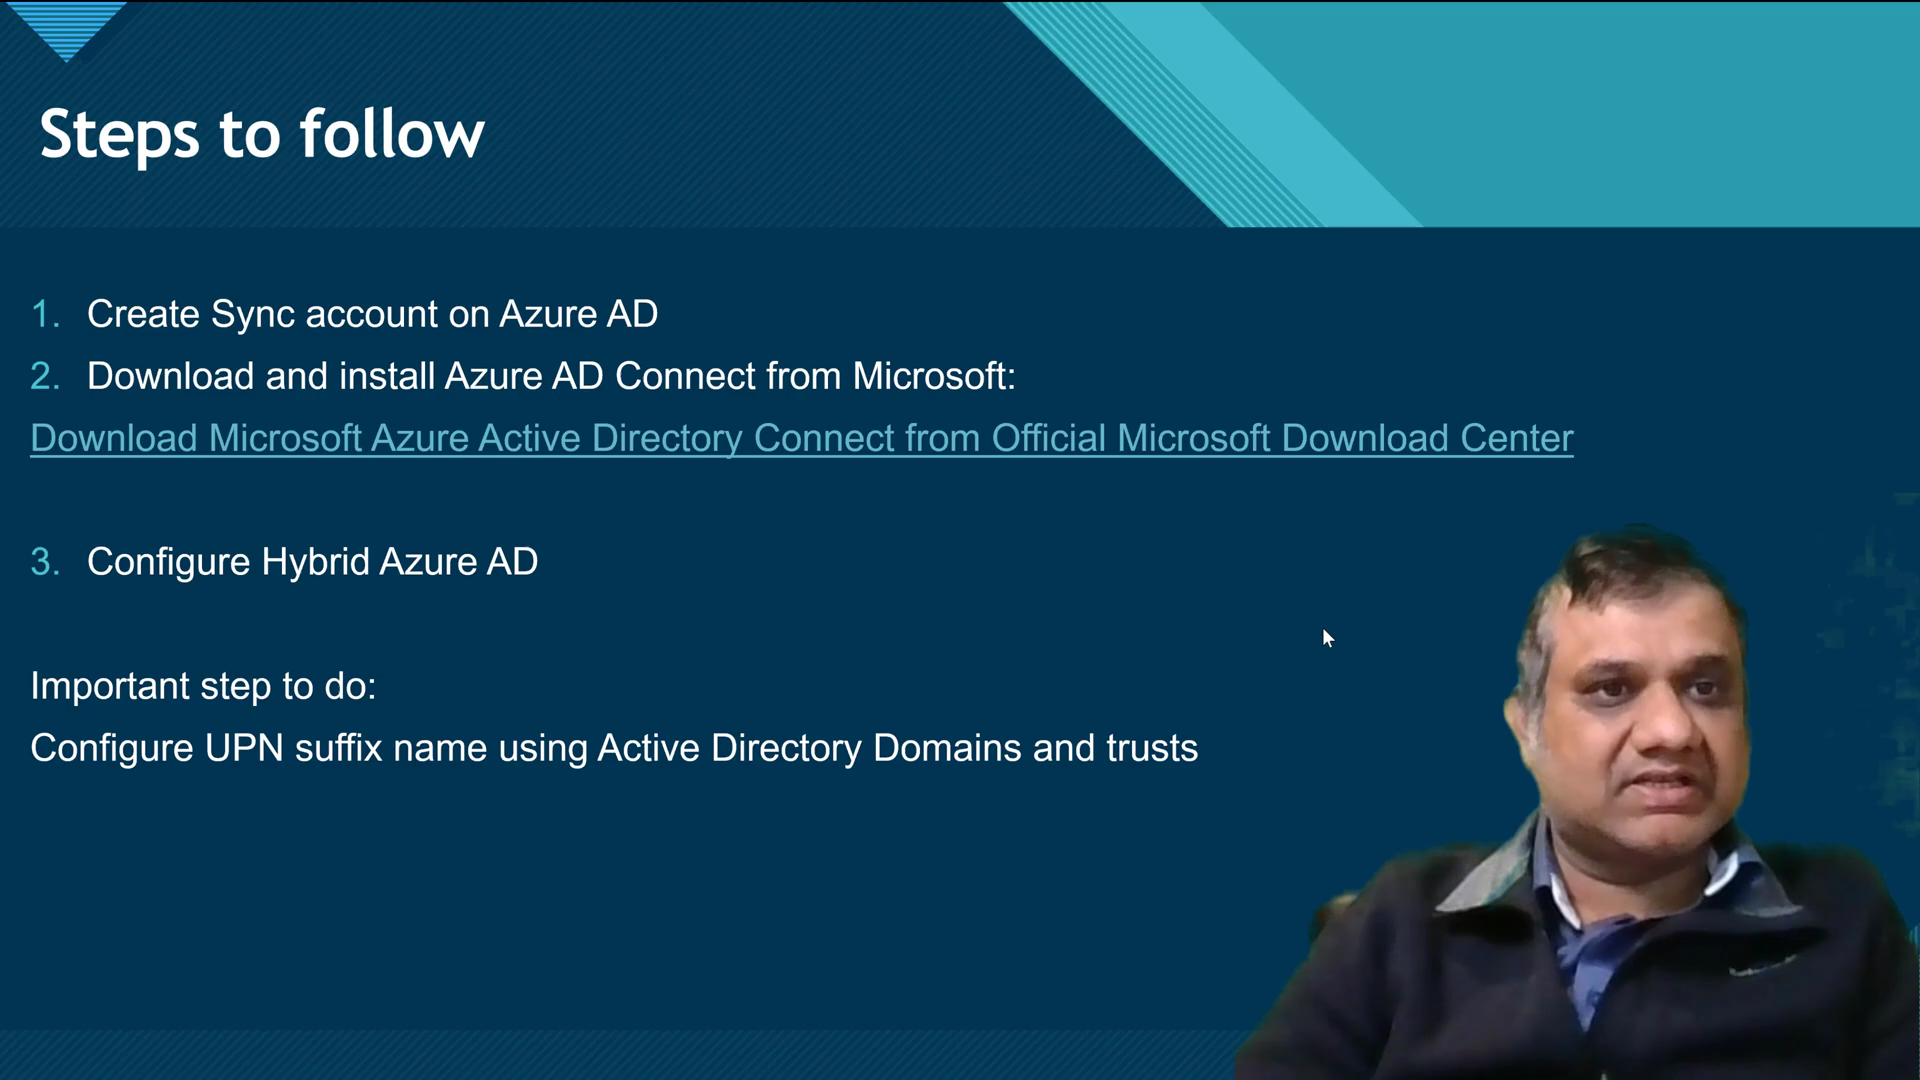 Steps to follow
1. Create Sync account on Azure AD
2. Download and install Azure AD Connect from Microsoft:
Download Microsoft Azure Active Directory Connect from Official Microsoft Download Center
3. Configure Hybrid Azure AD
Important step to do:
Configure UPN suffix name using Active Directory Domains and trusts